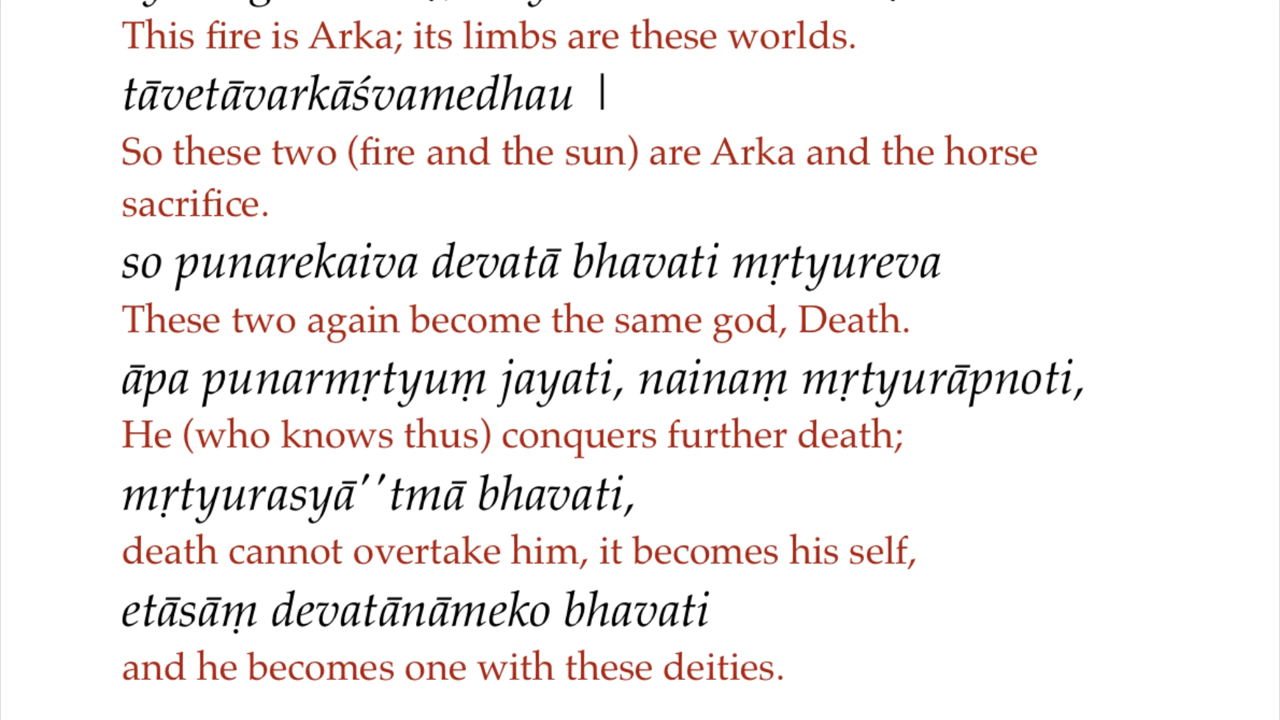 This fire is Arka; its limbs are these worlds.
tāvetāvarkāśvamedhau |
So these two (fire and the sun) are Arka and the horse
sacrifice.
so punarekaiva devatā bhavati mṛtyureva
These two again become the same god, Death.
āpa punarmṛtyuṃ jayati, nainaṃ mṛtyurāpnoti,
He (who knows thus) conquers further death;
mṛtyurasyā’’tmā bhavati,
death cannot overtake him, it becomes his self,
etāsāṃ devatānāmeko bhavati
and he becomes one with these deities.